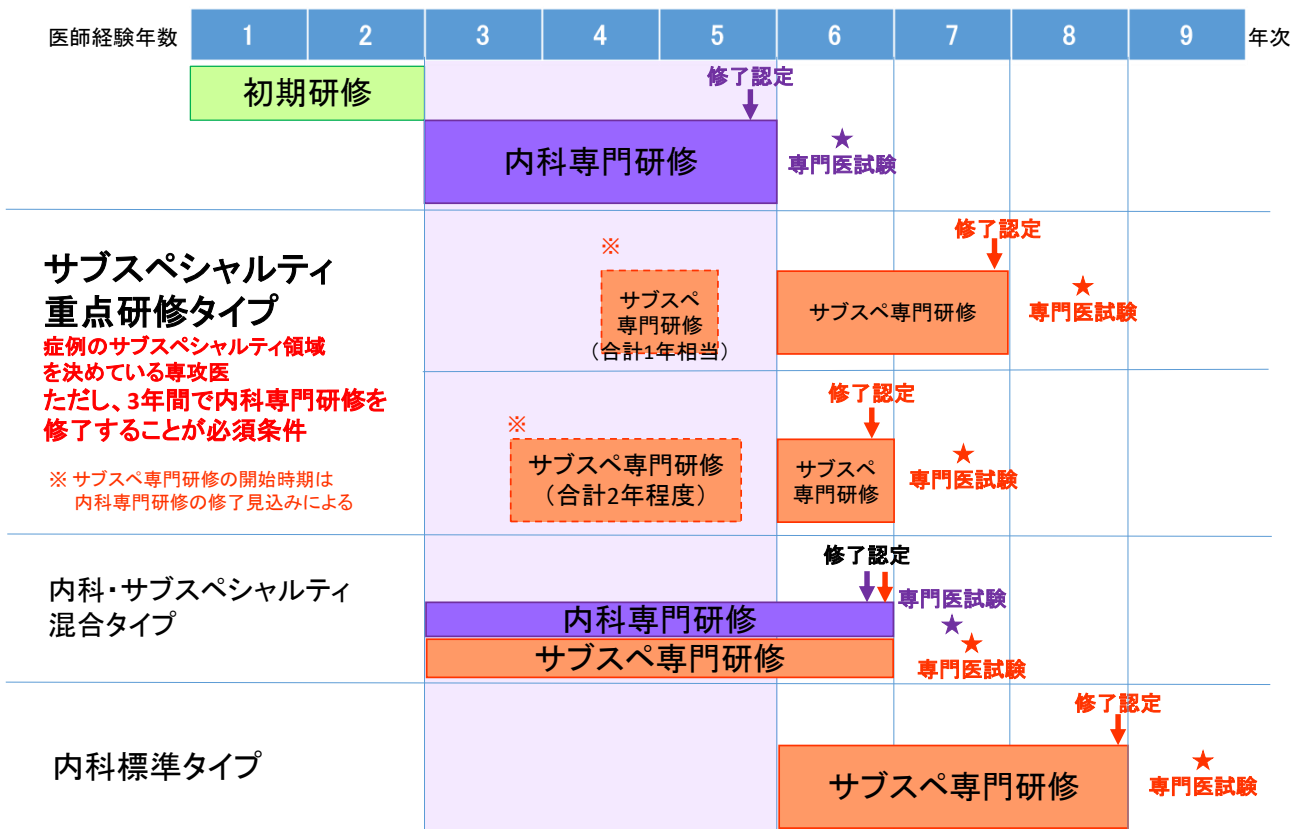 医師経験年数 1 2 3 4 5 6 7 8 9 年次
初期研修
修了認定
内科専門研修
★
専門医試験
サブスペシャルティ
重点研修タイプ
症例のサブスペシャルティ領域
を決めている専攻医
ただし、3年間で内科専門研修を
修了することが必須条件
※ サブスペ専門研修の開始時期は
内科専門研修の修了見込みによる
※
サブスペ
専門研修
(合計1年相当)
修了認定
サブスペ専門研修
★
専門医試験
※
サブスペ専門研修
(合計2年程度)
修了認定
サブスペ
専門研修
★
専門医試験
内科・サブスペシャルティ
混合タイプ
修了認定
内科専門研修
専門医試験
★
サブスペ専門研修
★
専門医試験
内科標準タイプ
修了認定
サブスペ専門研修
★
専門医試験